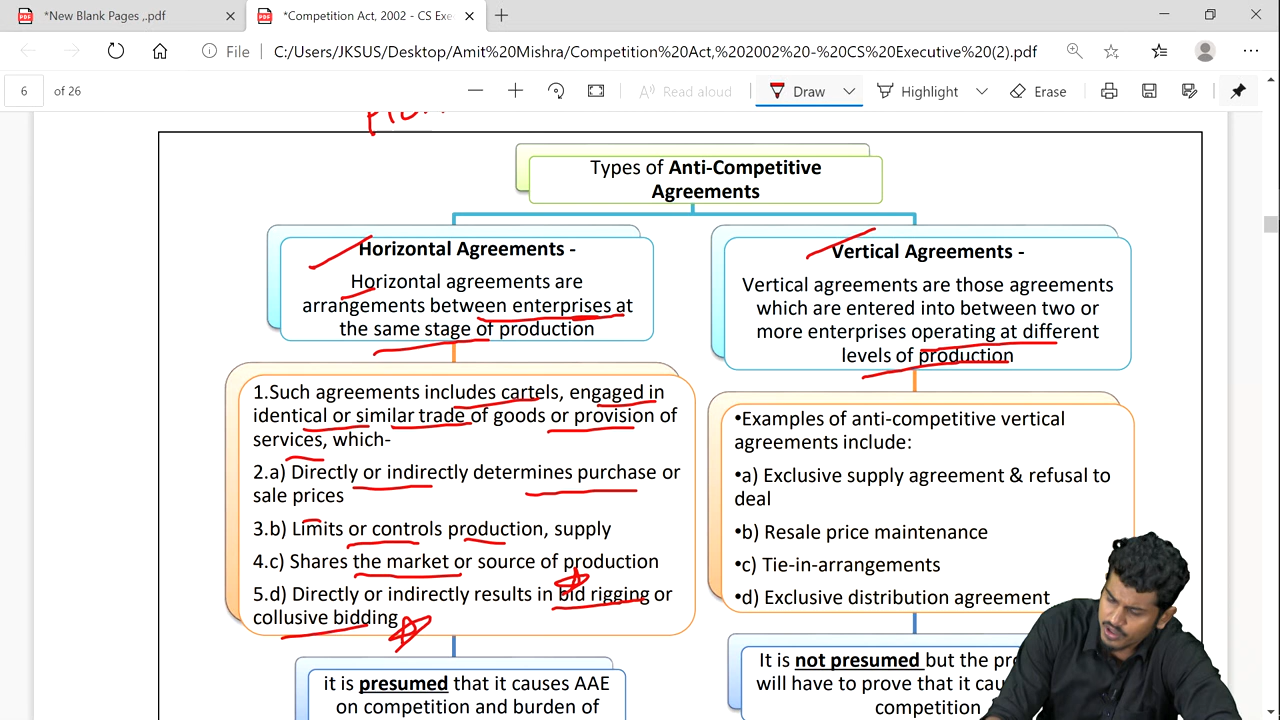 *New Blank Pages ,.pdf
*Competition Act, 2002 - CS Exe
File
C:/Users/JKSUS/Desktop/Amit%20Mishra/Competition%20Act,%202002%20-%20CS%20Executive%20(2).pdf
6 of 26
Read aloud
Draw
Highlight
Erase
Types of Anti-Competitive
Agreements
Horizontal Agreements -
Horizontal agreements are
arrangements between enterprises at
the same stage of production
1.Such agreements includes cartels, engaged in
identical or similar trade of goods or provision of
services, which-
2.a) Directly or indirectly determines purchase or
sale prices
3.b) Limits or controls production, supply
4.c) Shares the market or source of production
5.d) Directly or indirectly results in bid rigging or
collusive bidding
it is presumed that it causes AAE
on competition and burden of
Vertical Agreements -
Vertical agreements are those agreements
which are entered into between two or
more enterprises operating at different
levels of production
•Examples of anti-competitive vertical
agreements include:
•a) Exclusive supply agreement & refusal to
deal
•b) Resale price maintenance
•c) Tie-in-arrangements
•d) Exclusive distribution agreement
It is not presumed but the
will have to prove that it
competition